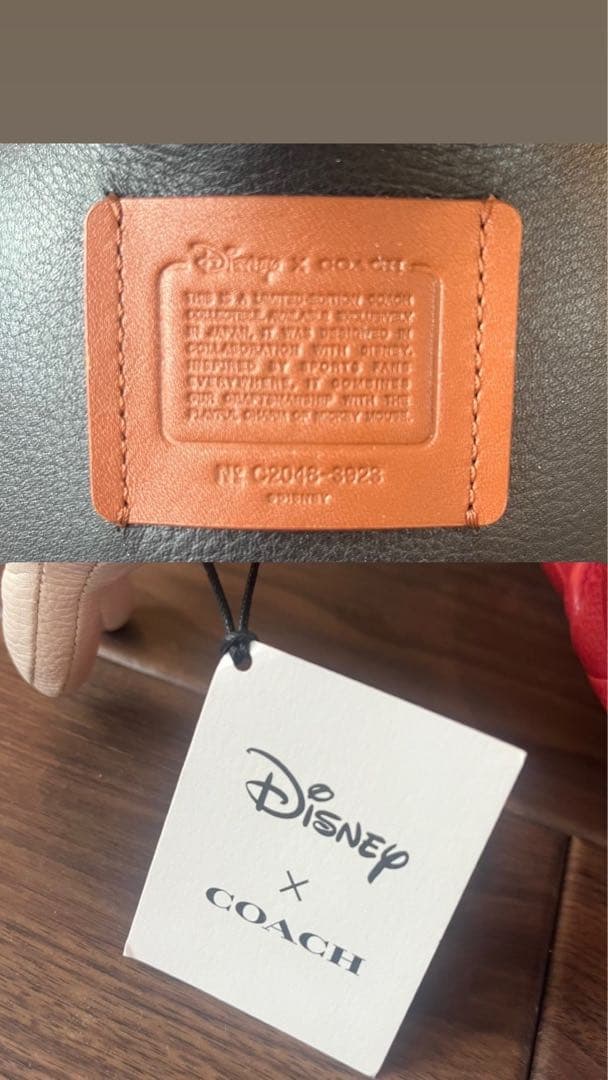 Disney X COACH
THIS IS A LIMITED-EDITION COACH
COLLECTIBLE, AVAILABLE EXCLUSIVELY
IN JAPAN. IT WAS DESIGNED IN
COLLABORATION WITH DISNEY.
INSPIRED BY SPORTS FANS
EVERYWHERE, IT COMBINES
OUR CRAFTSMANSHIP WITH THE
PLAYFUL CHARM OF MICKEY MOUSE.
Nº C2048-3923
©DISNEY
DISNEY
X
COACH